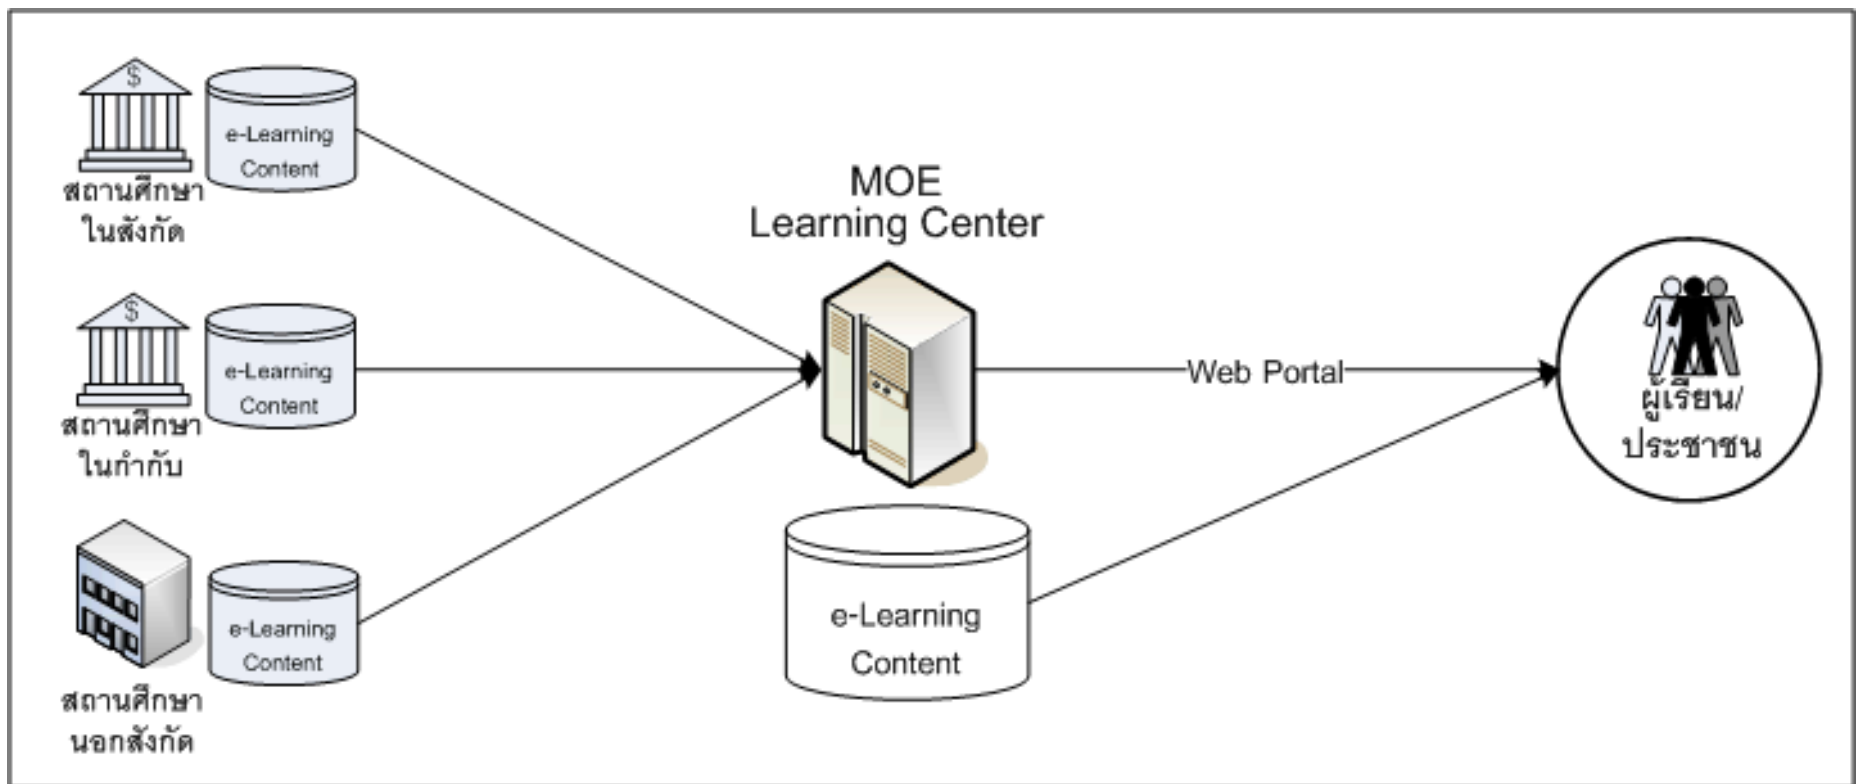 $
e-Learning
Content
สถานศึกษา
ในสังกัด
$
e-Learning
Content
สถานศึกษา
ในกำกับ
e-Learning
Content
สถานศึกษา
นอกสังกัด
MOE
Learning Center
e-Learning
Content
Web Portal
ผู้เรียน/
ประชาชน